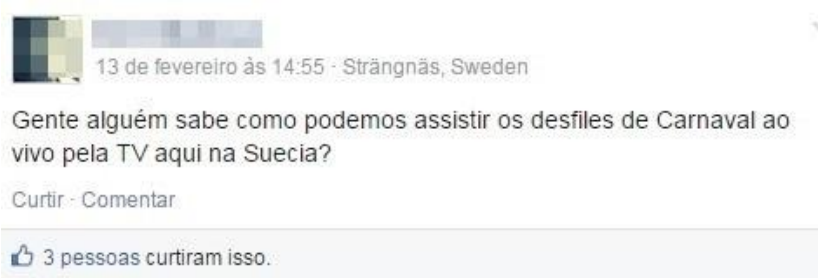 13 de fevereiro às 14:55 · Strängnäs, Sweden
Gente alguém sabe como podemos assistir os desfiles de Carnaval ao
vivo pela TV aqui na Suecia?
Curtir · Comentar
3 pessoas curtiram isso.